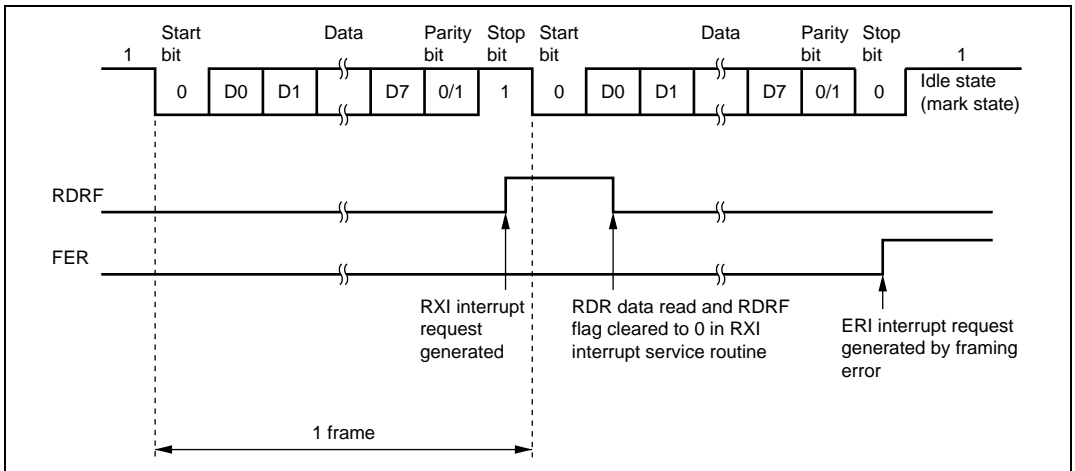 Start bit
Data
Parity bit
Stop bit
Start bit
Data
Parity bit
Stop bit
1
1
0
D0
D1
D7
0/1
1
0
D0
D1
D7
0/1
0
Idle state
(mark state)
RDRF
FER
RXI interrupt
request
generated
RDR data read and RDRF
flag cleared to 0 in RXI
interrupt service routine
ERI interrupt request
generated by framing
error
1 frame